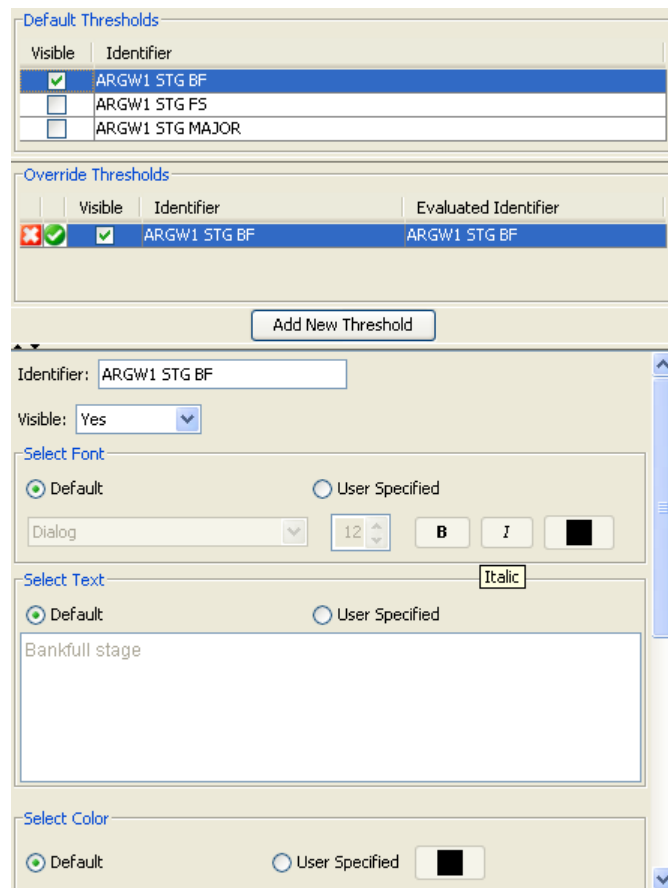 Default Thresholds
Visible Identifier
ARGW1 STG BF
ARGW1 STG FS
ARGW1 STG MAJOR
Override Thresholds
Visible Identifier Evaluated Identifier
ARGW1 STG BF ARGW1 STG BF
Add New Threshold
Identifier: ARGW1 STG BF
Visible: Yes
Select Font
Default User Specified
Dialog 12 B I
Italic
Select Text
Default User Specified
Bankfull stage
Select Color
Default User Specified